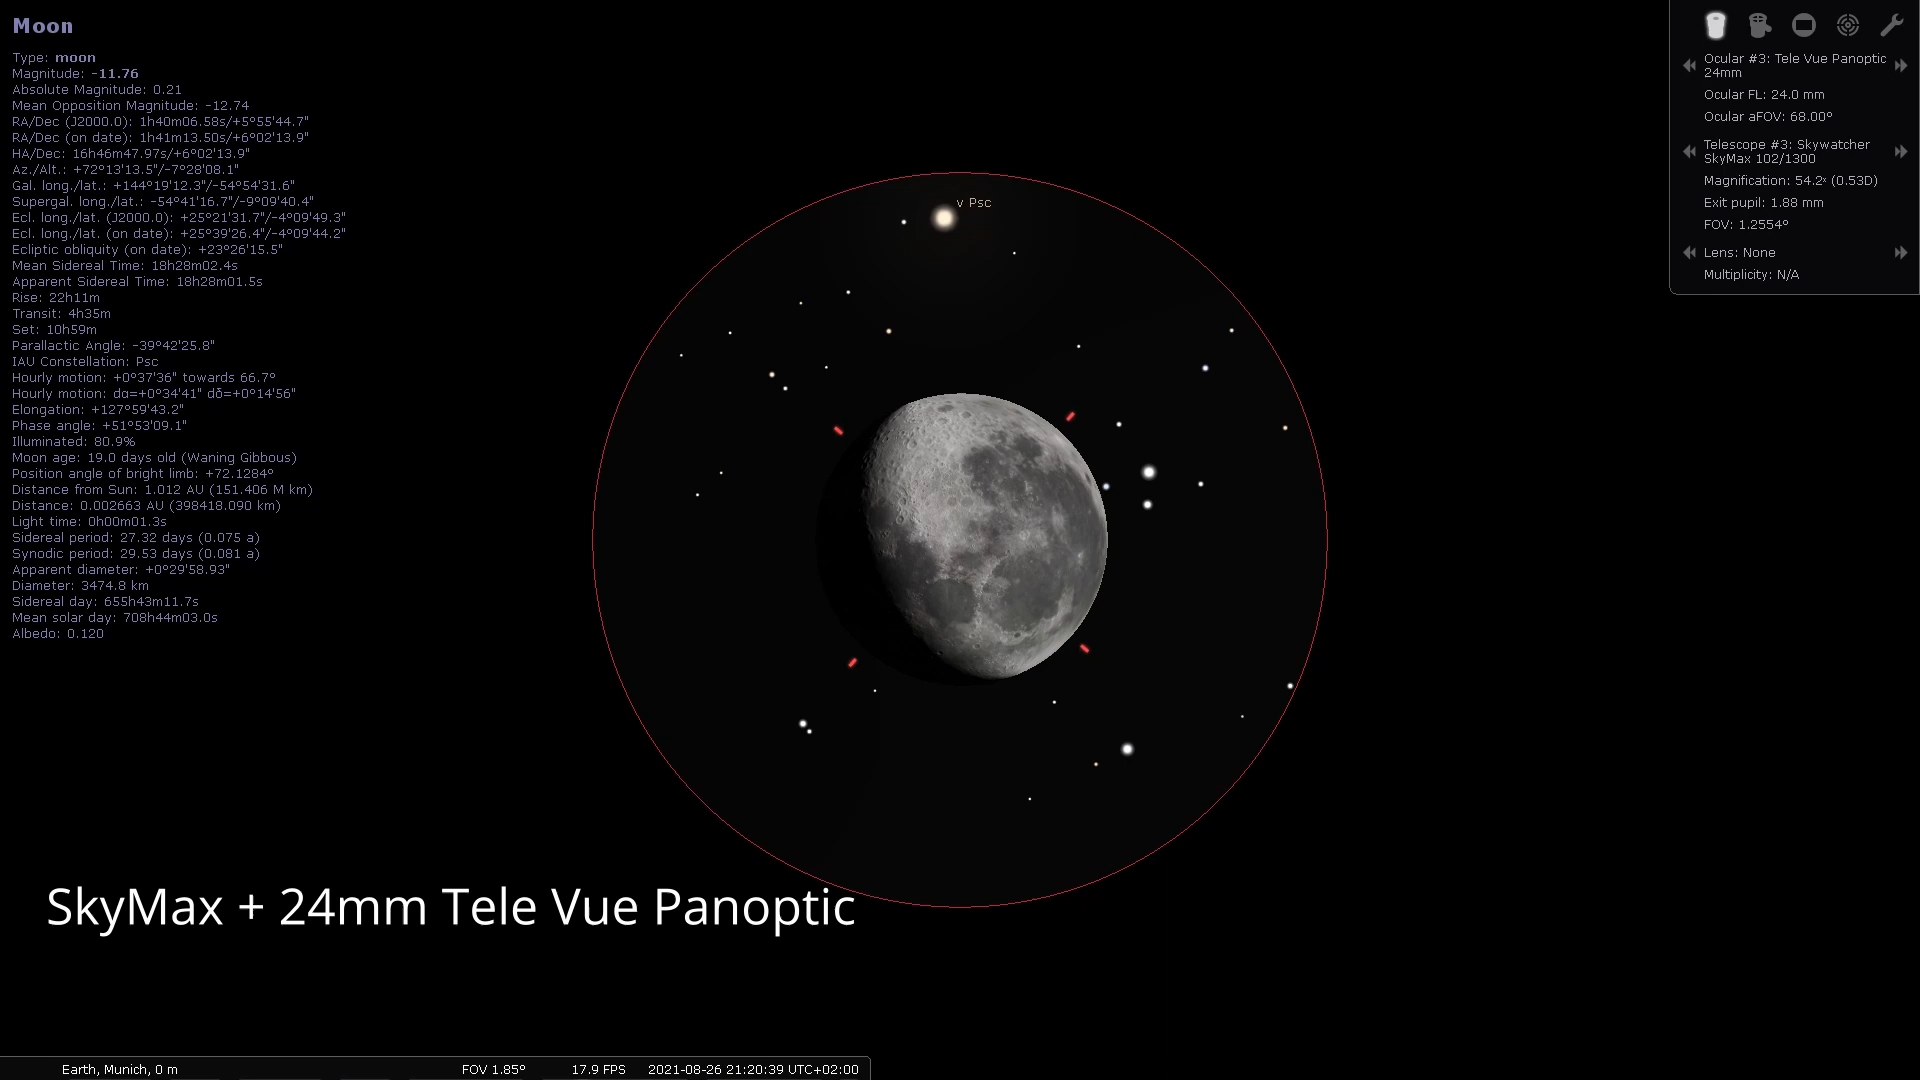 Moon
Type: moon
Magnitude: -11.76
Absolute Magnitude: 0.21
Mean Opposition Magnitude: -12.74
RA/Dec (J2000.0): 1h40m06.58s/+5°55'44.7"
RA/Dec (on date): 1h41m13.50s/+6°02'13.9"
HA/Dec: 16h46m47.97s/+6°02'13.9"
Az./Alt.: +72°13'13.5"/-7°28'08.1"
Gal. long./lat.: +144°19'12.3"/-54°54'31.6"
Supergal. long./lat.: -54°41'16.7"/-9°09'40.4"
Ecl. long./lat. (J2000.0): +25°21'31.7"/-4°09'49.3"
Ecl. long./lat. (on date): +25°39'26.4"/-4°09'44.2"
Ecliptic obliquity (on date): +23°26'15.5"
Mean Sidereal Time: 18h28m02.4s
Apparent Sidereal Time: 18h28m01.5s
Rise: 22h11m
Transit: 4h35m
Set: 10h59m
Parallactic Angle: -39°42'25.8"
IAU Constellation: Psc
Hourly motion: +0°37'36" towards 66.7°
Hourly motion: dα=+0°34'41" dδ=+0°14'56"
Elongation: +127°59'43.2"
Phase angle: +51°53'09.1"
Illuminated: 80.9%
Moon age: 19.0 days old (Waning Gibbous)
Position angle of bright limb: +72.1284°
Distance from Sun: 1.012 AU (151.406 M km)
Distance: 0.002663 AU (398418.090 km)
Light time: 0h00m01.3s
Sidereal period: 27.32 days (0.075 a)
Synodic period: 29.53 days (0.081 a)
Apparent diameter: +0°29'58.93"
Diameter: 3474.8 km
Sidereal day: 655h43m11.7s
Mean solar day: 708h44m03.0s
Albedo: 0.120
ν Psc
Ocular #3: Tele Vue Panoptic
24mm
Ocular FL: 24.0 mm
Ocular aFOV: 68.00°
Telescope #3: Skywatcher
SkyMax 102/1300
Magnification: 54.2ˣ (0.53D)
Exit pupil: 1.88 mm
FOV: 1.2554°
Lens: None
Multiplicity: N/A
SkyMax + 24mm Tele Vue Panoptic
Earth, Munich, 0 m FOV 1.85° 17.9 FPS 2021-08-26 21:20:39 UTC+02:00